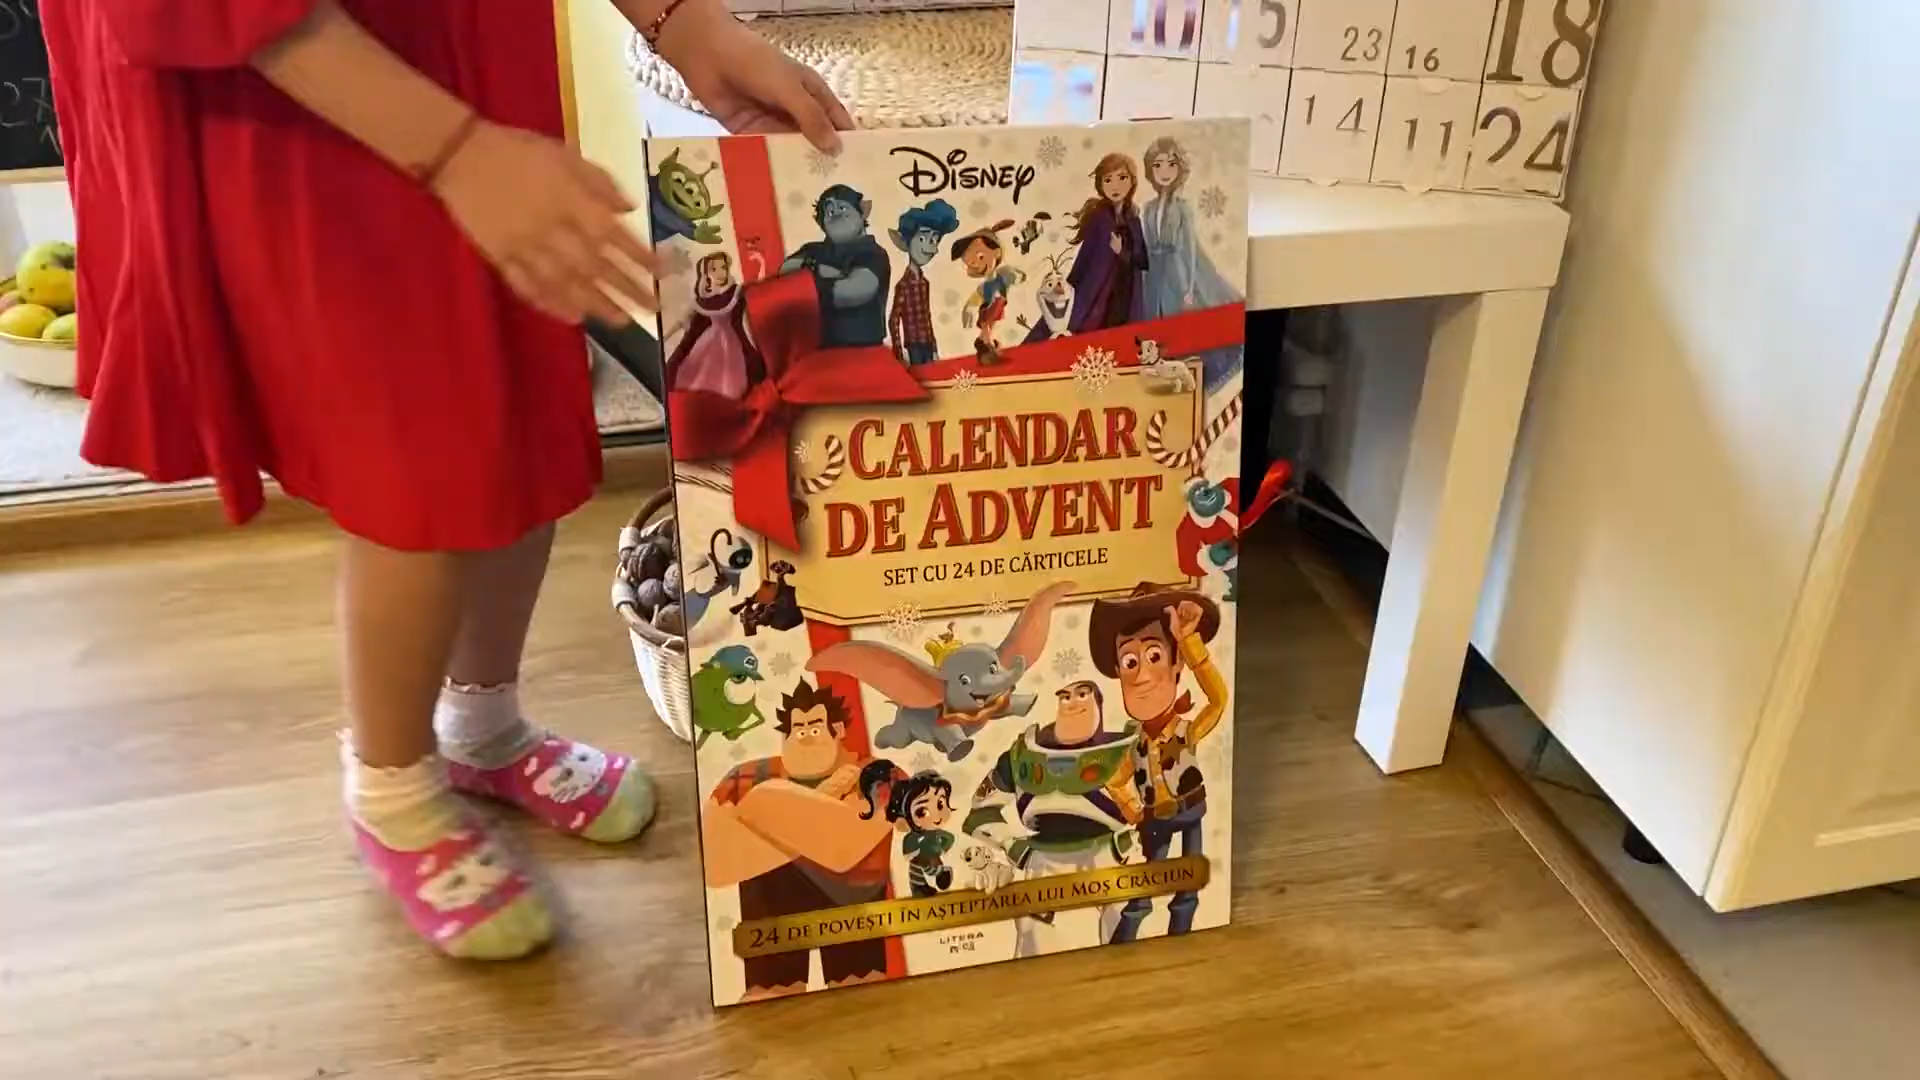 15
23
16
18
14
11
24
Disney
CALENDAR
DE ADVENT
SET CU 24 DE CĂRTICELE
24 DE POVEȘTI ÎN AȘTEPTAREA LUI MOȘ CRĂCIUN
LITERA